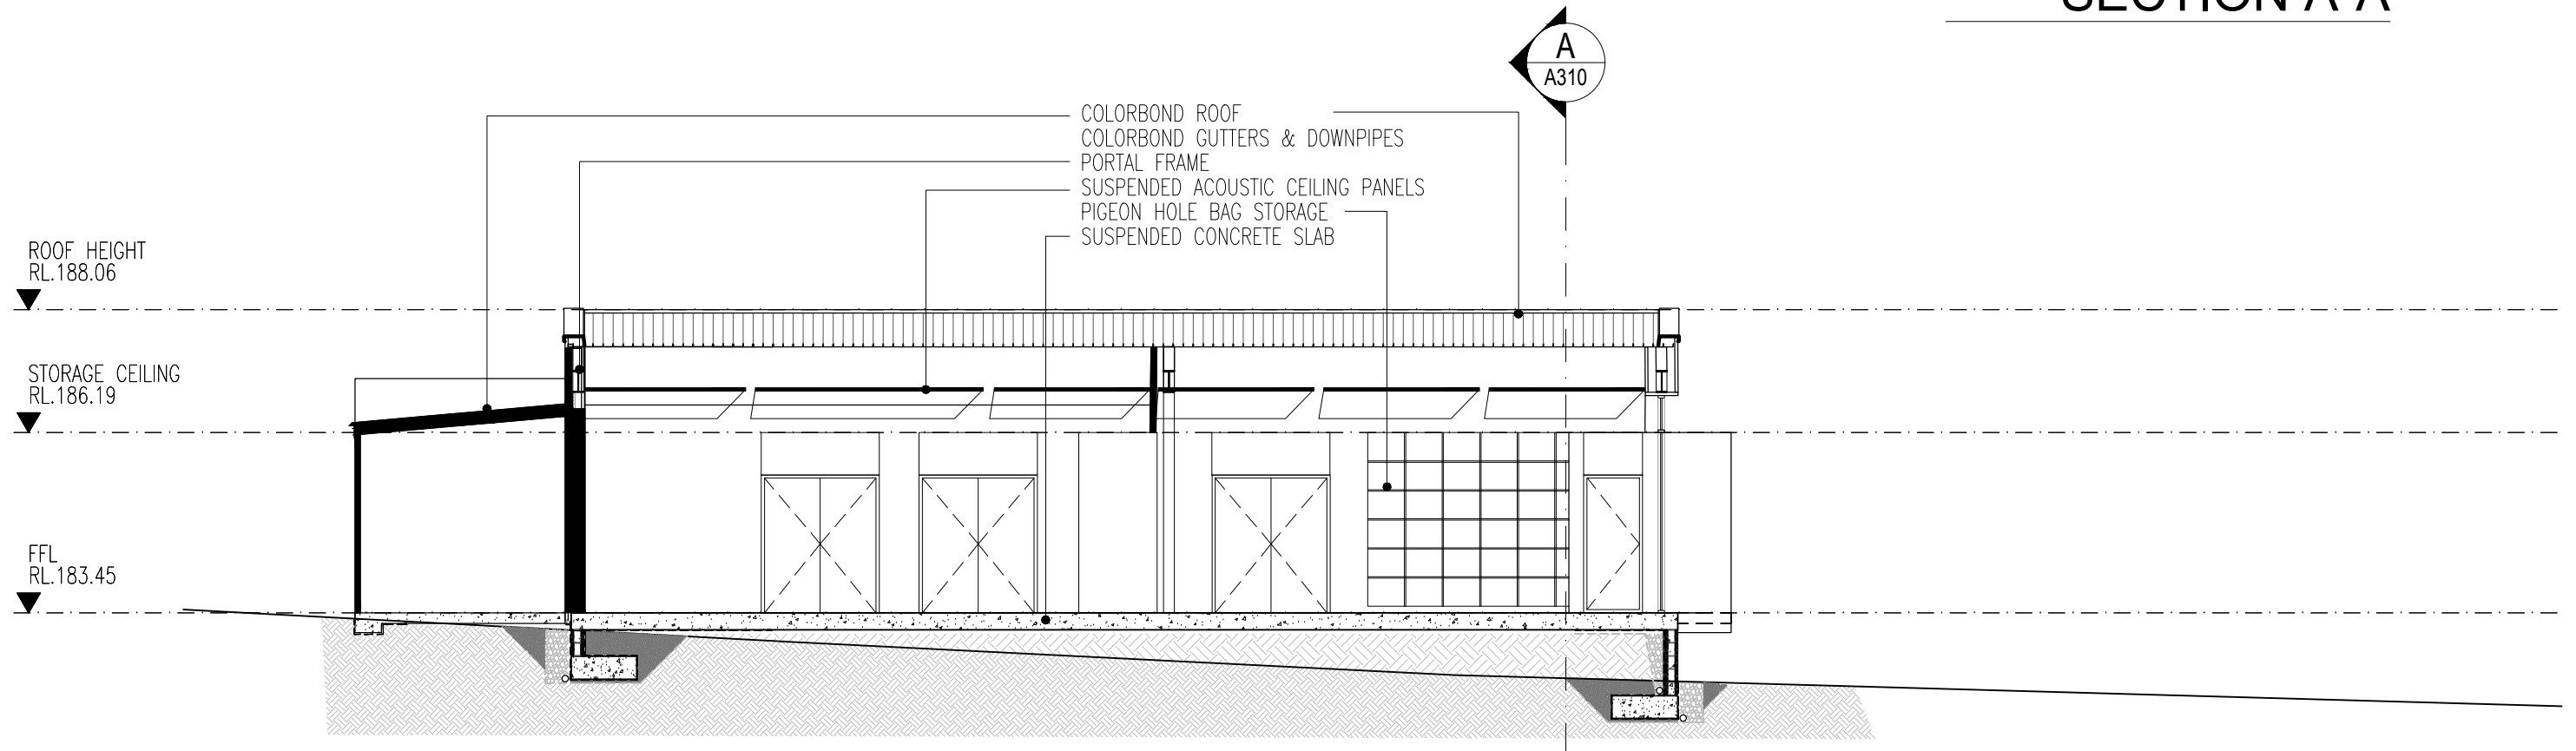 SECTION A-A
A
A310
COLORBOND ROOF
COLORBOND GUTTERS & DOWNPIPES
PORTAL FRAME
SUSPENDED ACOUSTIC CEILING PANELS
PIGEON HOLE BAG STORAGE
SUSPENDED CONCRETE SLAB
ROOF HEIGHT
RL.188.06
STORAGE CEILING
RL.186.19
FFL
RL.183.45